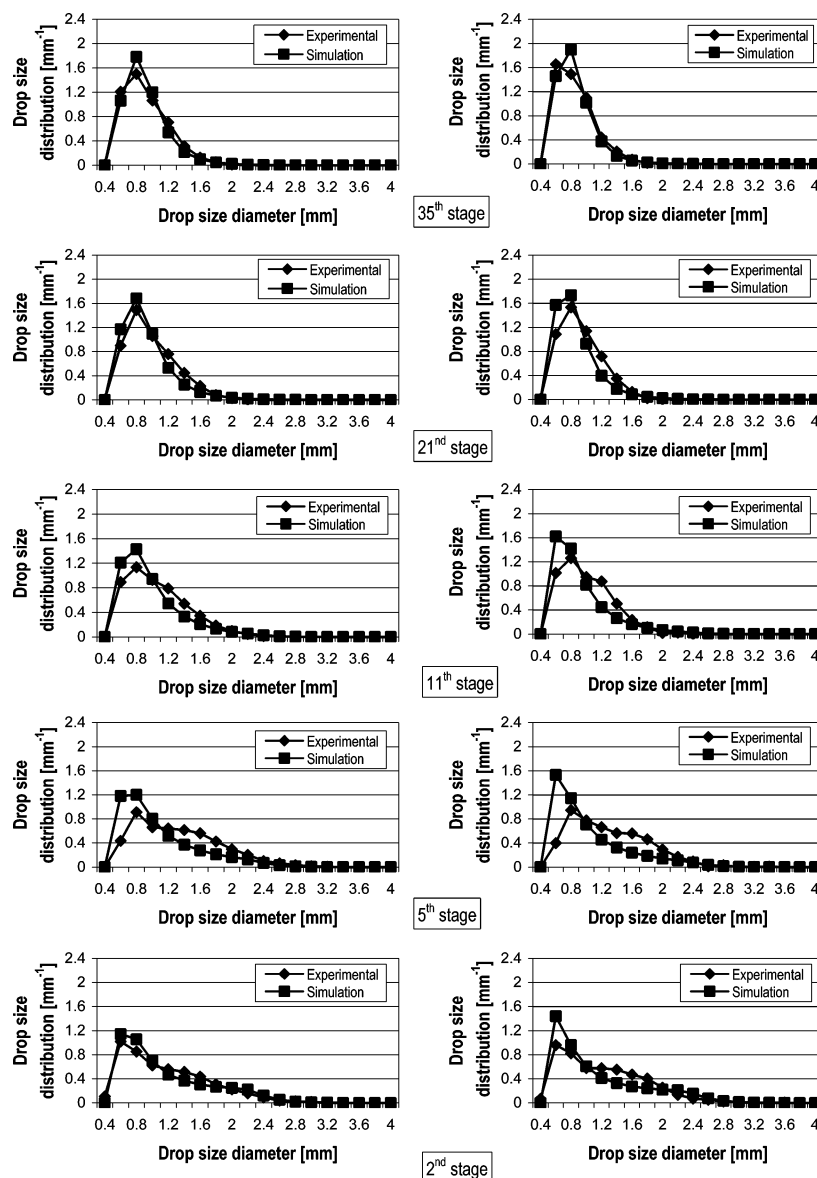 Drop size
distribution [mm-1]
2.4
2
1.6
1.2
0.8
0.4
0
Experimental
Simulation
0.4 0.8 1.2 1.6 2 2.4 2.8 3.2 3.6 4
Drop size diameter [mm]
Drop size
distribution [mm-1]
2.4
2
1.6
1.2
0.8
0.4
0
Experimental
Simulation
0.4 0.8 1.2 1.6 2 2.4 2.8 3.2 3.6 4
Drop size diameter [mm]
35th stage
Drop size
distribution [mm-1]
2.4
2
1.6
1.2
0.8
0.4
0
Experimental
Simulation
0.4 0.8 1.2 1.6 2 2.4 2.8 3.2 3.6 4
Drop size diameter [mm]
Drop size
distribution [mm-1]
2.4
2
1.6
1.2
0.8
0.4
0
Experimental
Simulation
0.4 0.8 1.2 1.6 2 2.4 2.8 3.2 3.6 4
Drop size diameter [mm]
21nd stage
Drop size
distribution [mm-1]
2.4
2
1.6
1.2
0.8
0.4
0
Experimental
Simulation
0.4 0.8 1.2 1.6 2 2.4 2.8 3.2 3.6 4
Drop size diameter [mm]
Drop size
distribution [mm-1]
2.4
2
1.6
1.2
0.8
0.4
0
Experimental
Simulation
0.4 0.8 1.2 1.6 2 2.4 2.8 3.2 3.6 4
Drop size diameter [mm]
11th stage
Drop size
distribution [mm-1]
2.4
2
1.6
1.2
0.8
0.4
0
Experimental
Simulation
0.4 0.8 1.2 1.6 2 2.4 2.8 3.2 3.6 4
Drop size diameter [mm]
Drop size
distribution [mm-1]
2.4
2
1.6
1.2
0.8
0.4
0
Experimental
Simulation
0.4 0.8 1.2 1.6 2 2.4 2.8 3.2 3.6 4
Drop size diameter [mm]
5th stage
Drop size
distribution [mm-1]
2.4
2
1.6
1.2
0.8
0.4
0
Experimental
Simulation
0.4 0.8 1.2 1.6 2 2.4 2.8 3.2 3.6 4
Drop size diameter [mm]
Drop size
distribution [mm-1]
2.4
2
1.6
1.2
0.8
0.4
0
Experimental
Simulation
0.4 0.8 1.2 1.6 2 2.4 2.8 3.2 3.6 4
Drop size diameter [mm]
2nd stage